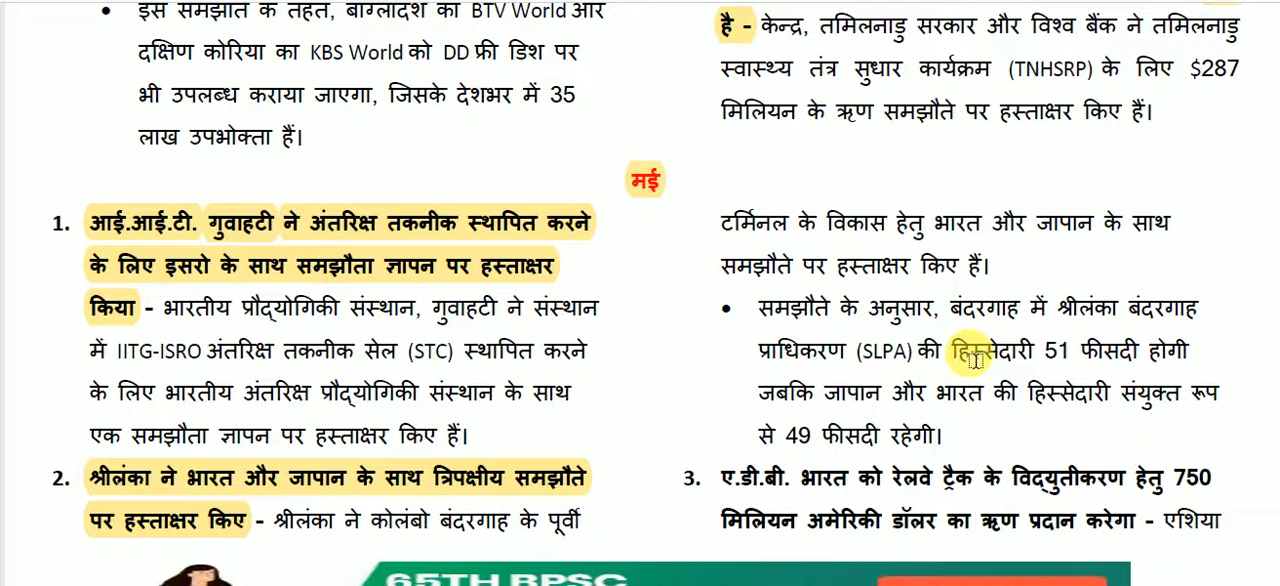 इस समझौते के तहत, बांग्लादेश का BTV World और
दक्षिण कोरिया का KBS World को DD फ्री डिश पर
भी उपलब्ध कराया जाएगा, जिसके देशभर में 35
लाख उपभोक्ता हैं।
है - केन्द्र, तमिलनाडु सरकार और विश्व बैंक ने तमिलनाडु
स्वास्थ्य तंत्र सुधार कार्यक्रम (TNHSRP) के लिए $287
मिलियन के ऋण समझौते पर हस्ताक्षर किए हैं।
मई
1. आई.आई.टी. गुवाहटी ने अंतरिक्ष तकनीक स्थापित करने
के लिए इसरो के साथ समझौता ज्ञापन पर हस्ताक्षर
किया - भारतीय प्रौद्योगिकी संस्थान, गुवाहटी ने संस्थान
में IITG-ISRO अंतरिक्ष तकनीक सेल (STC) स्थापित करने
के लिए भारतीय अंतरिक्ष प्रौद्योगिकी संस्थान के साथ
एक समझौता ज्ञापन पर हस्ताक्षर किए हैं।
2. श्रीलंका ने भारत और जापान के साथ त्रिपक्षीय समझौते
पर हस्ताक्षर किए - श्रीलंका ने कोलंबो बंदरगाह के पूर्वी
टर्मिनल के विकास हेतु भारत और जापान के साथ
समझौते पर हस्ताक्षर किए हैं।
• समझौते के अनुसार, बंदरगाह में श्रीलंका बंदरगाह
प्राधिकरण (SLPA) की हिस्सेदारी 51 फीसदी होगी
जबकि जापान और भारत की हिस्सेदारी संयुक्त रूप
से 49 फीसदी रहेगी।
3. ए.डी.बी. भारत को रेलवे ट्रैक के विद्युतीकरण हेतु 750
मिलियन अमेरिकी डॉलर का ऋण प्रदान करेगा - एशिया
65TH BPSC